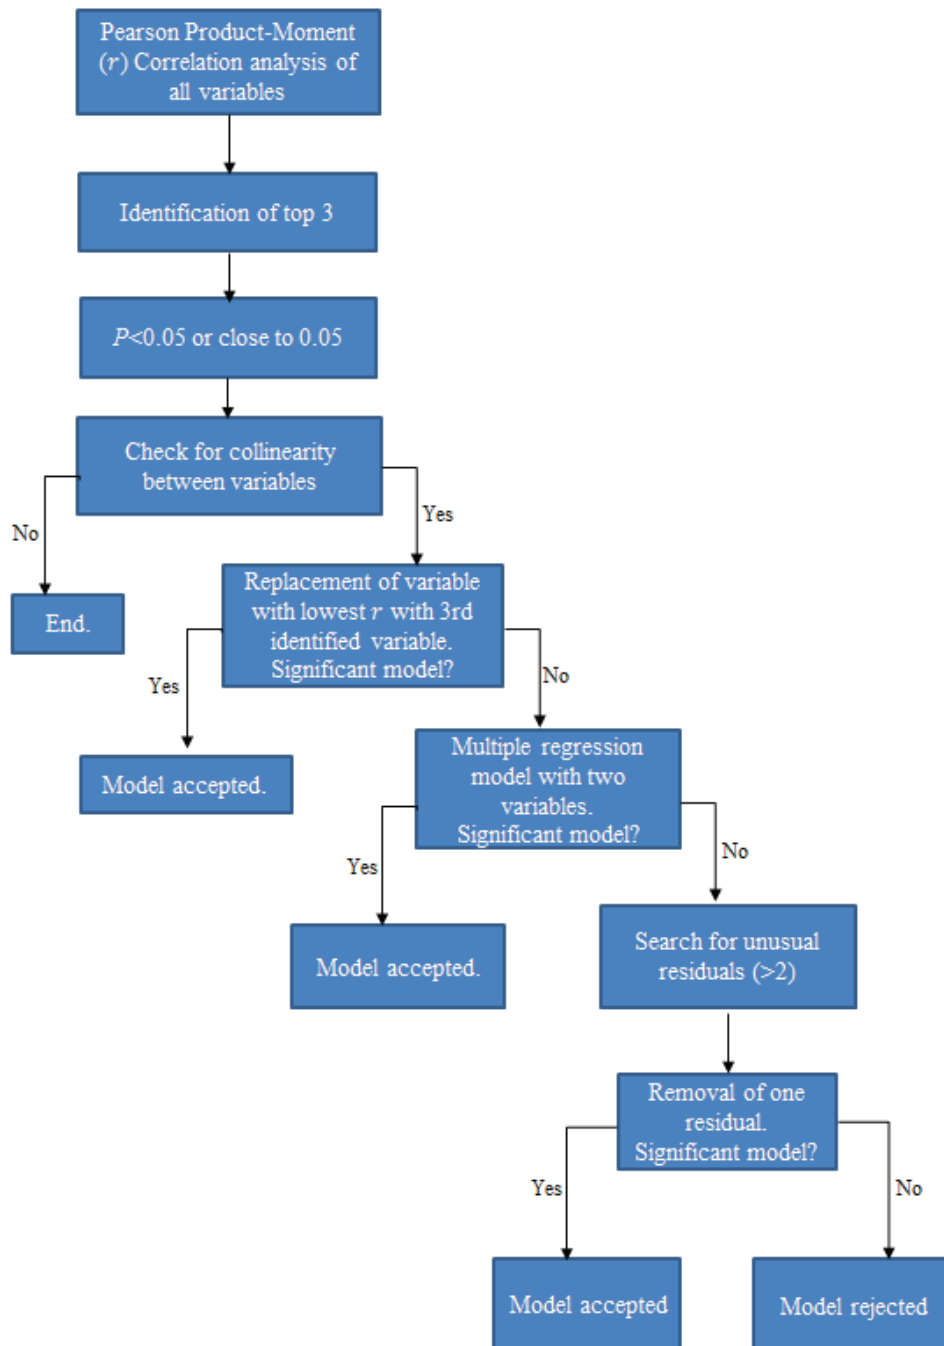 Pearson Product-Moment
(r) Correlation analysis of
all variables
Identification of top 3
P<0.05 or close to 0.05
Check for collinearity
between variables
No
Yes
End.
Replacement of variable
with lowest r with 3rd
identified variable.
Significant model?
Yes
No
Model accepted.
Multiple regression
model with two
variables.
Significant model?
Yes
No
Model accepted.
Search for unusual
residuals (>2)
Removal of one
residual.
Significant model?
Yes
No
Model accepted
Model rejected